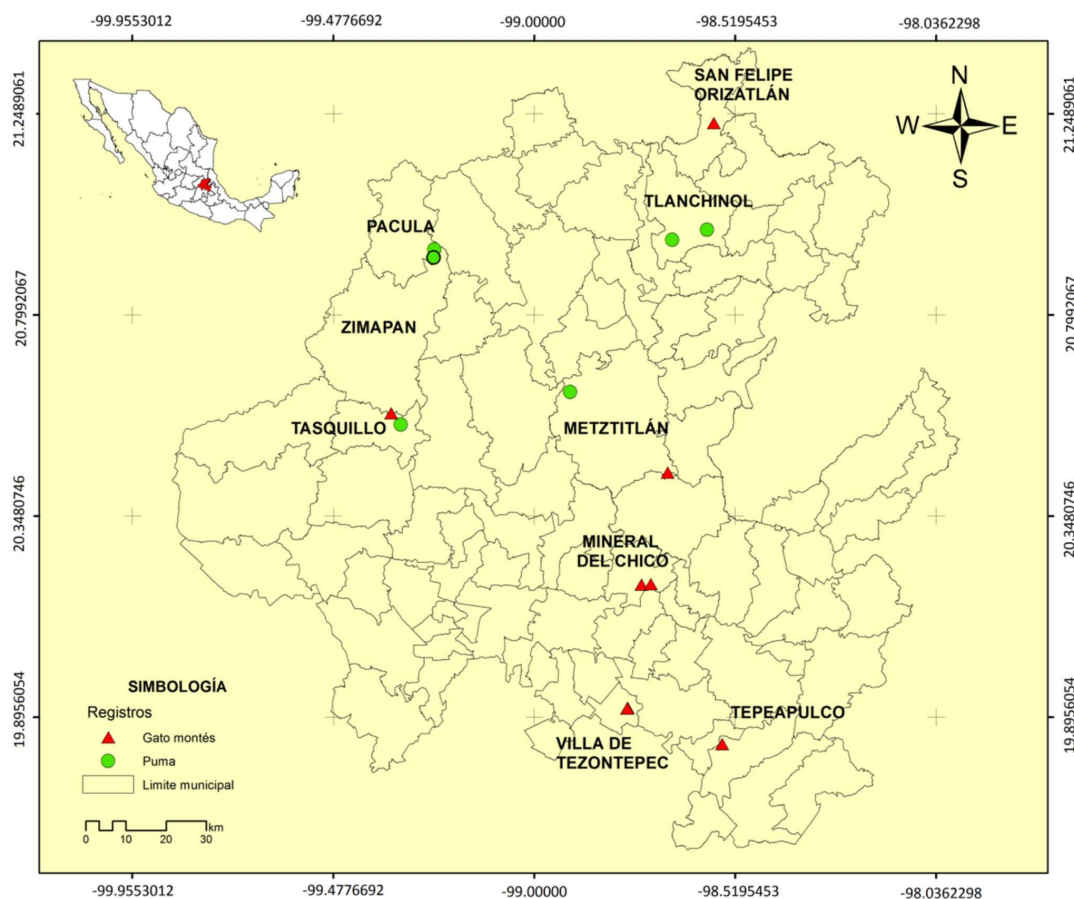 -99.9553012
-99.4776692
-99.00000
-98.5195453
-98.0362298
21.2489061
20.7992067
20.3480746
19.8956054
21.2489061
20.7992067
20.3480746
19.8956054
N
W
E
S
SAN FELIPE
ORIZATLÁN
TLANCHINOL
PACULA
ZIMAPAN
TASQUILLO
METZTITLÁN
MINERAL
DEL CHICO
TEPEAPULCO
VILLA DE
TEZONTEPEC
SIMBOLOGÍA
Registros
Gato montés
Puma
Limite municipal
km
0 10 20 30
-99.9553012
-99.4776692
-99.00000
-98.5195453
-98.0362298